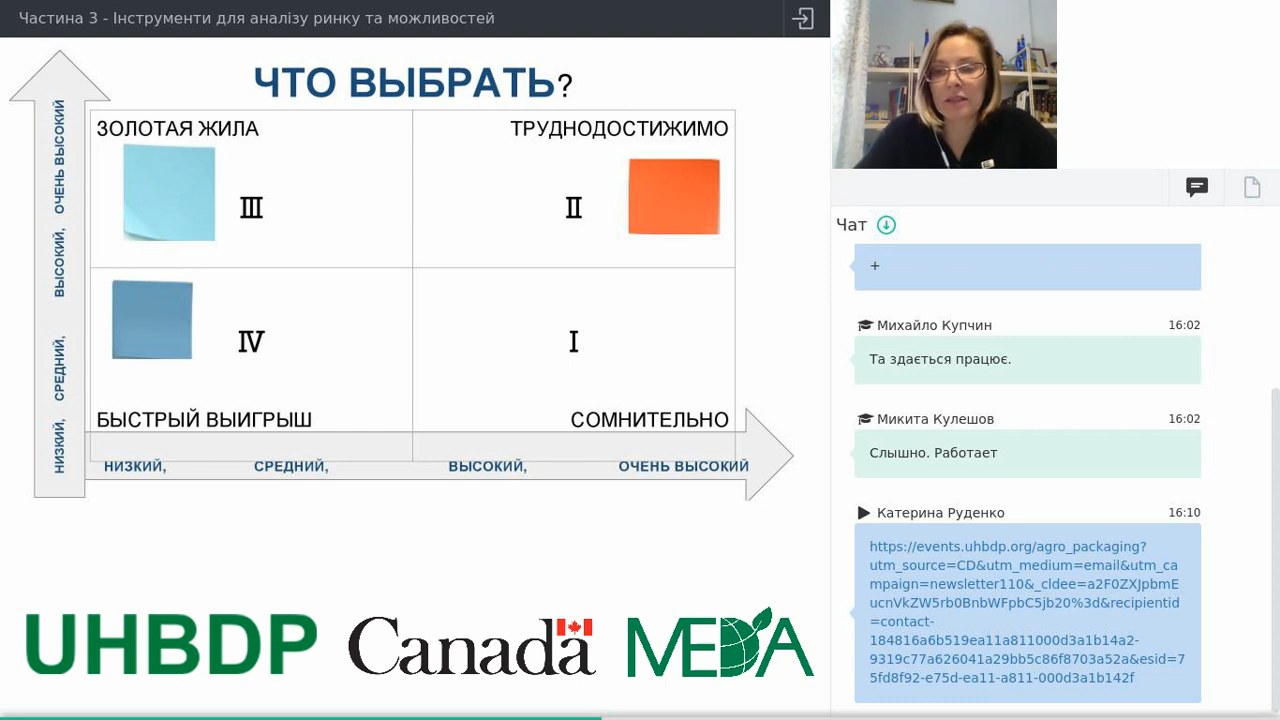 Частина 3 - Інструменти для аналізу ринку та можливостей
ЧТО ВЫБРАТЬ?
ЗОЛОТАЯ ЖИЛА
ТРУДНОДОСТИЖИМО
III
II
IV
I
БЫСТРЫЙ ВЫИГРЫШ
СОМНИТЕЛЬНО
НИЗКИЙ, СРЕДНИЙ, ВЫСОКИЙ, ОЧЕНЬ ВЫСОКИЙ
НИЗКИЙ, СРЕДНИЙ, ВЫСОКИЙ, ОЧЕНЬ ВЫСОКИЙ
UHBDP
Canada
MEDA
Чат
+
Михайло Купчин 16:02
Та здається працює.
Микита Кулешов 16:02
Слышно. Работает
Катерина Руденко 16:10
https://events.uhbdp.org/agro_packaging?
utm_source=CD&utm_medium=email&utm_ca
mpaign=newsletter110&_cldee=a2F0ZXJpbmE
ucnVkZW5rb0BnbWFpbC5jb20%3d&recipientid
=contact-
184816a6b519ea11a811000d3a1b14a2-
9319c77a626041a29bb5c86f8703a52a&esid=7
5fd8f92-e75d-ea11-a811-000d3a1b142f